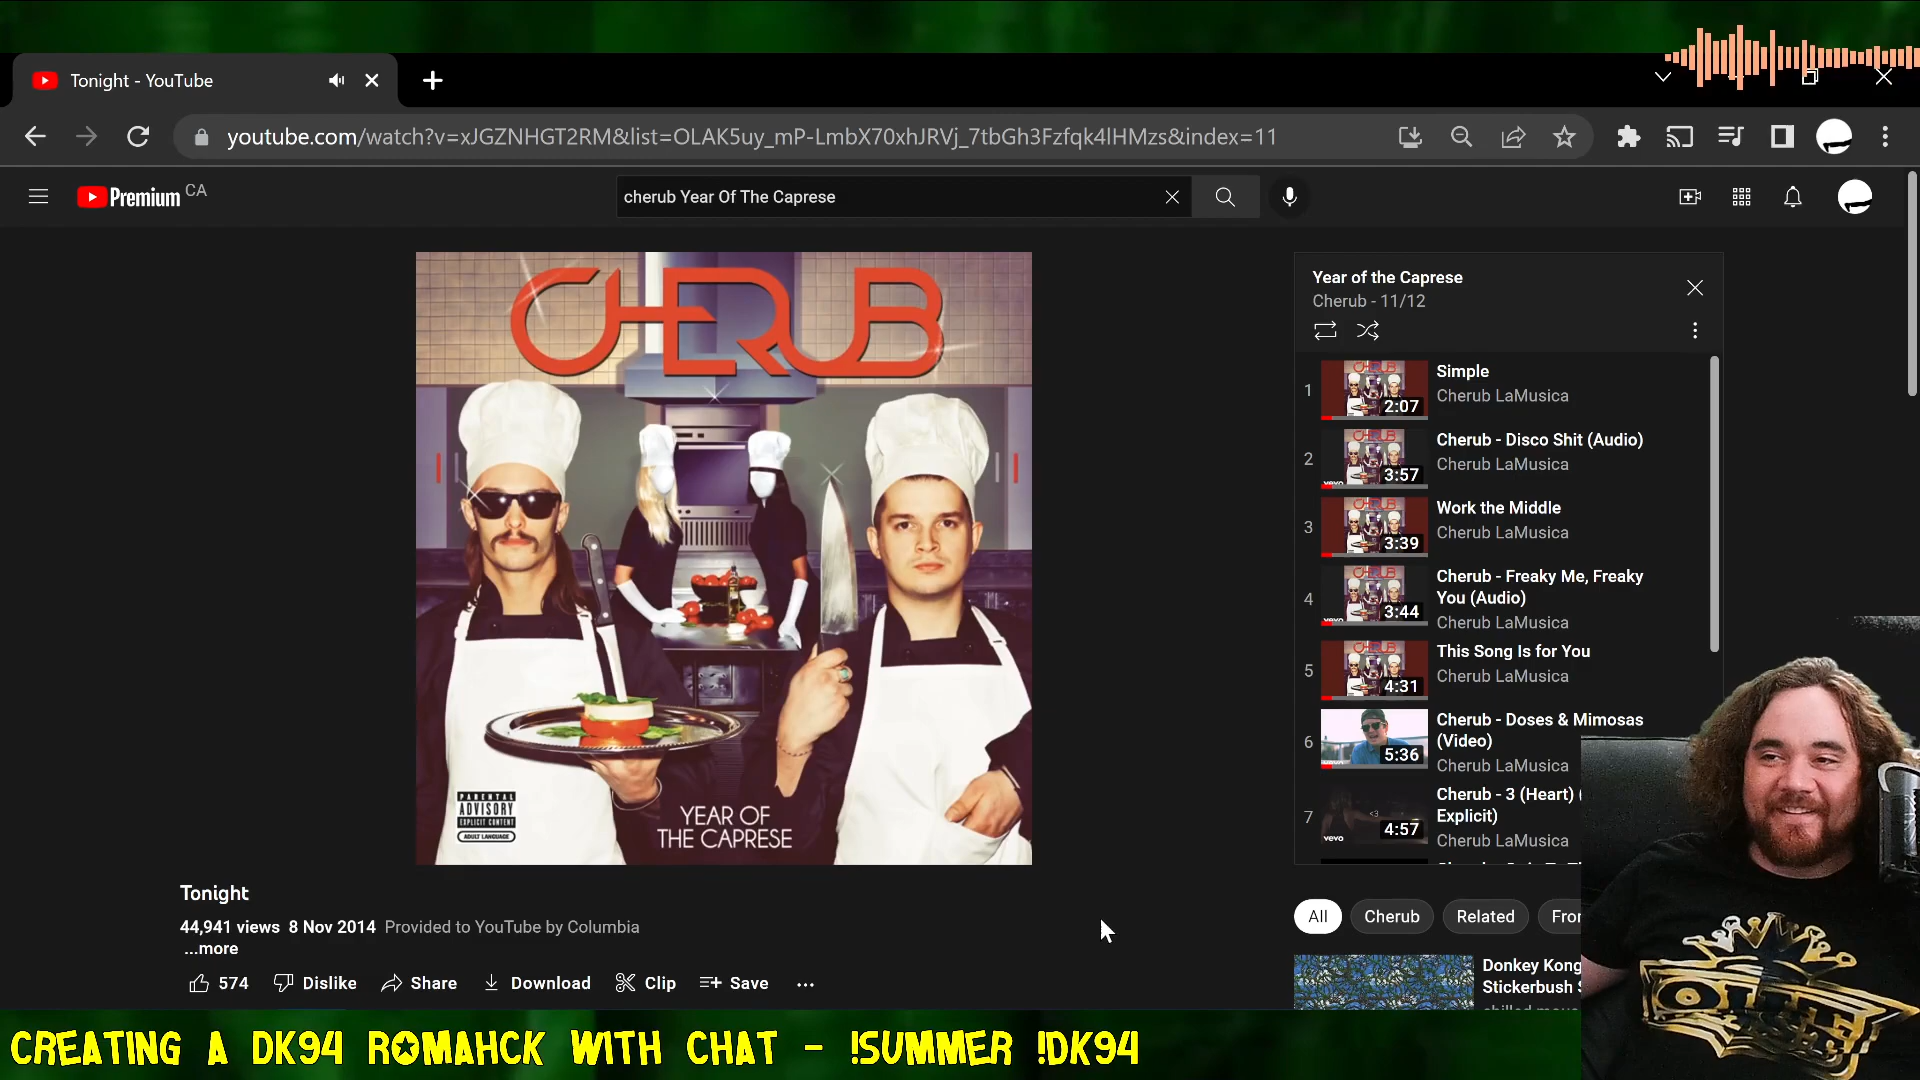 Tonight - YouTube
youtube.com/watch?v=xJGZNHGT2RM&list=OLAK5uy_mP-LmbX70xhJRVj_7tbGh3Fzfqk4lHMzs&index=11
Premium CA
cherub Year Of The Caprese
CHERUB
PARENTAL
ADVISORY
EXPLICIT CONTENT
ADULT LANGUAGE
YEAR OF
THE CAPRESE
Tonight
44,941 views 8 Nov 2014 Provided to YouTube by Columbia
...more
574 Dislike Share Download Clip Save
Year of the Caprese
Cherub - 11/12
1 2:07 Simple
Cherub LaMusica
2 3:57 Cherub - Disco Shit (Audio)
Cherub LaMusica
vevo
3 3:39 Work the Middle
Cherub LaMusica
4 3:44 Cherub - Freaky Me, Freaky
You (Audio)
Cherub LaMusica
5 4:31 This Song Is for You
Cherub LaMusica
6 5:36 Cherub - Doses & Mimosas
(Video)
Cherub LaMusica
7 4:57 Cherub - 3 (Heart) (
Explicit)
Cherub LaMusica
<3
vevo
All Cherub Related Fror
Donkey Kong
Stickerbush S
CREATING A DK94 ROMAHCK WITH CHAT - !SUMMER !DK94